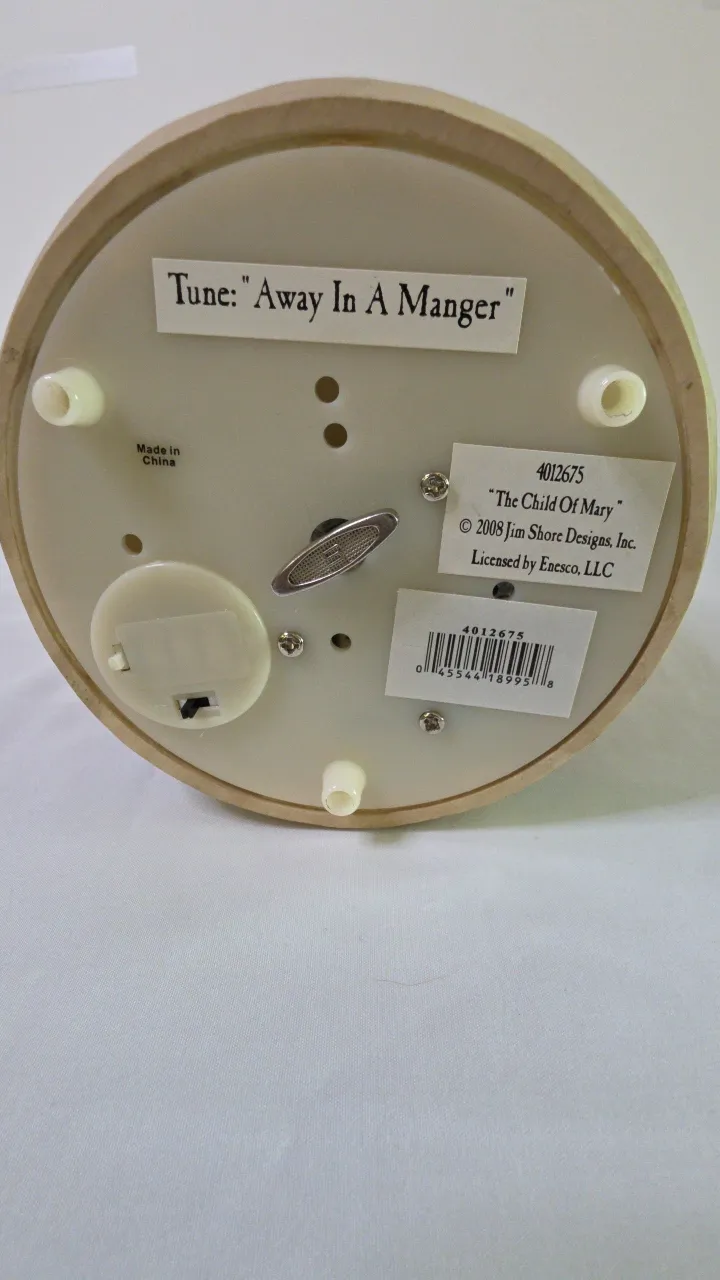 Tune: "Away In A Manger"
Made in
China
4012675
"The Child Of Mary"
© 2008 Jim Shore Designs, Inc.
Licensed by Enesco, LLC
4012675
0 45544 18995 8